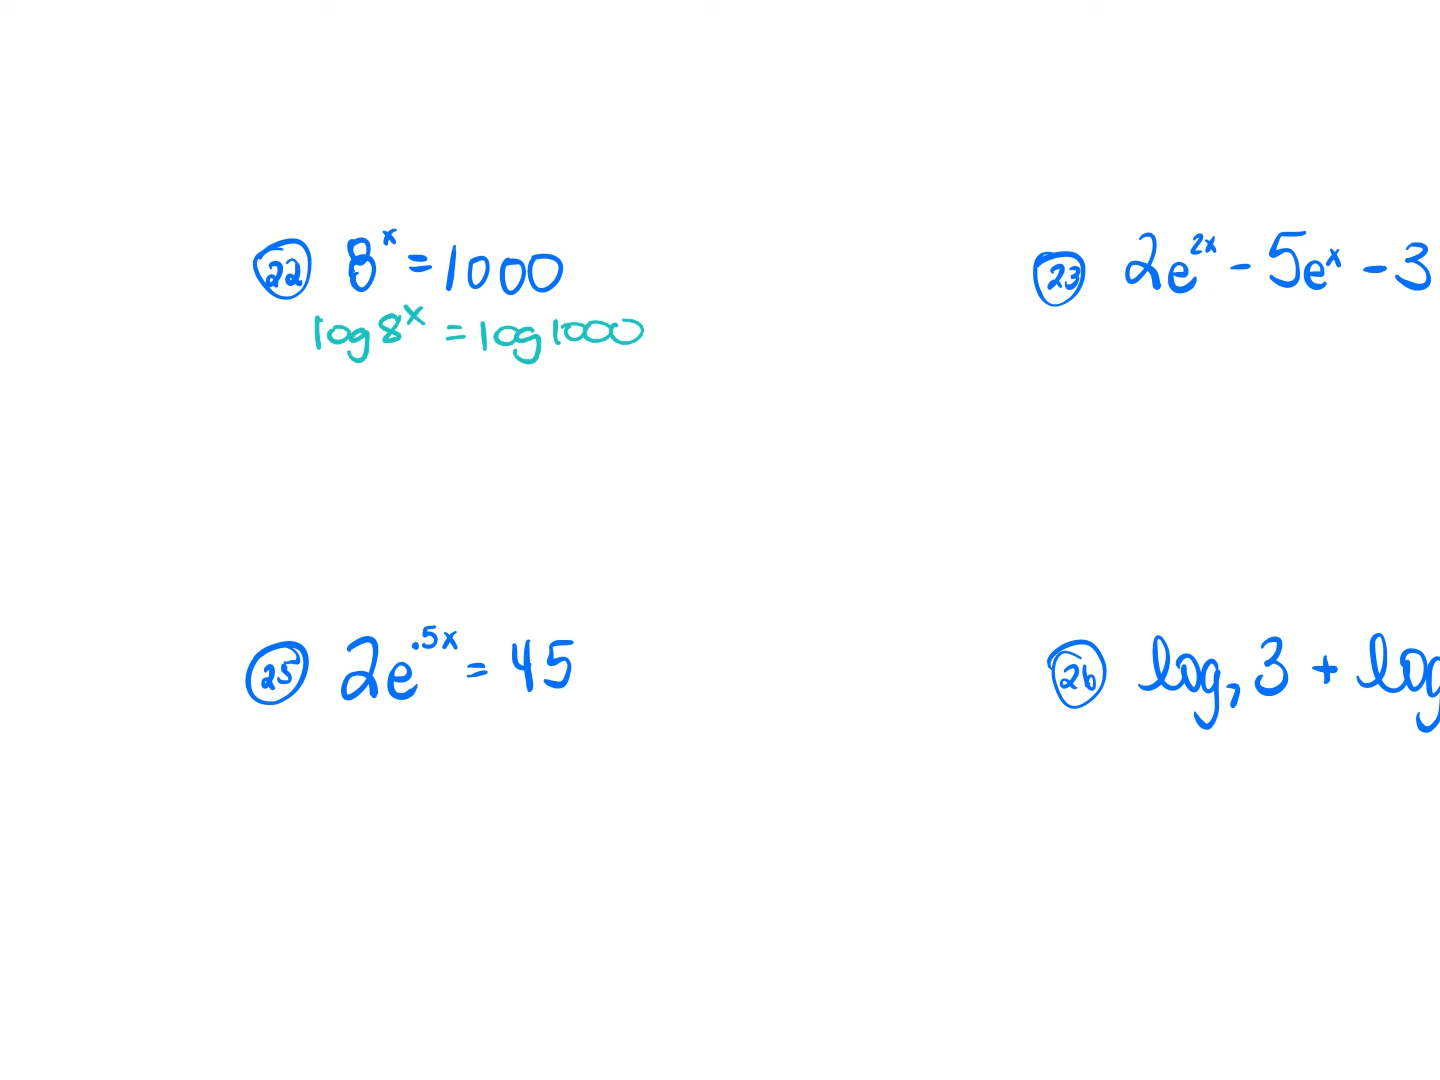 22 8^x = 1000
log 8^x = log 1000
23 2e^2x - 5e^x - 3
25 2e^.5x = 45
26 log₇ 3 + log